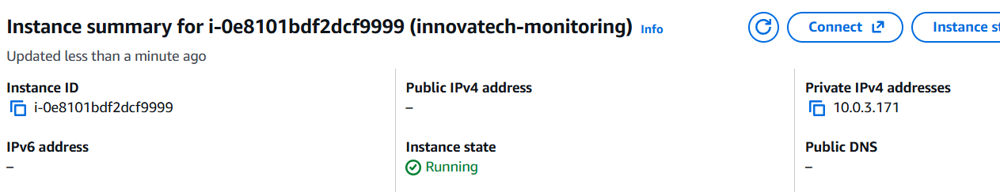 Instance summary for i-0e8101bdf2dcf9999 (innovatech-monitoring) Info
Connect
Instance st
Updated less than a minute ago
Instance ID
i-0e8101bdf2dcf9999
Public IPv4 address
–
Private IPv4 addresses
10.0.3.171
IPv6 address
–
Instance state
Running
Public DNS
–